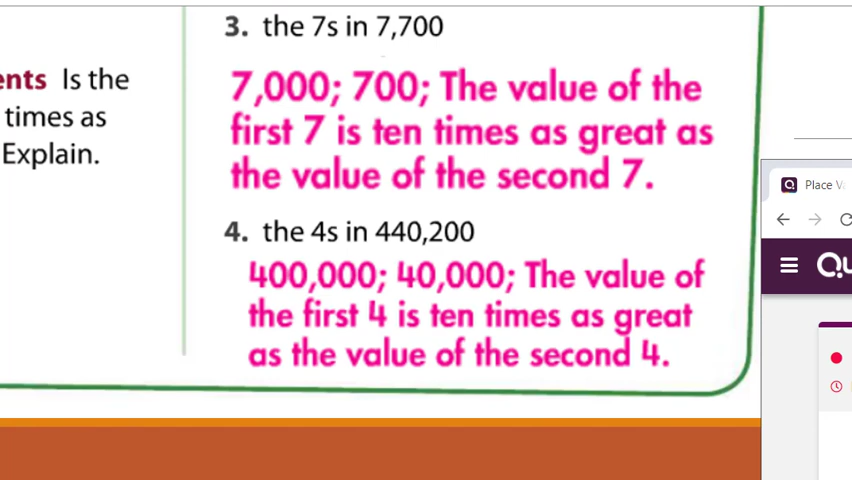 3. the 7s in 7,700
7,000; 700; The value of the
first 7 is ten times as great as
the value of the second 7.
4. the 4s in 440,200
400,000; 40,000; The value of
the first 4 is ten times as great
as the value of the second 4.
ents Is the
times as
Explain.
Place V
Qu